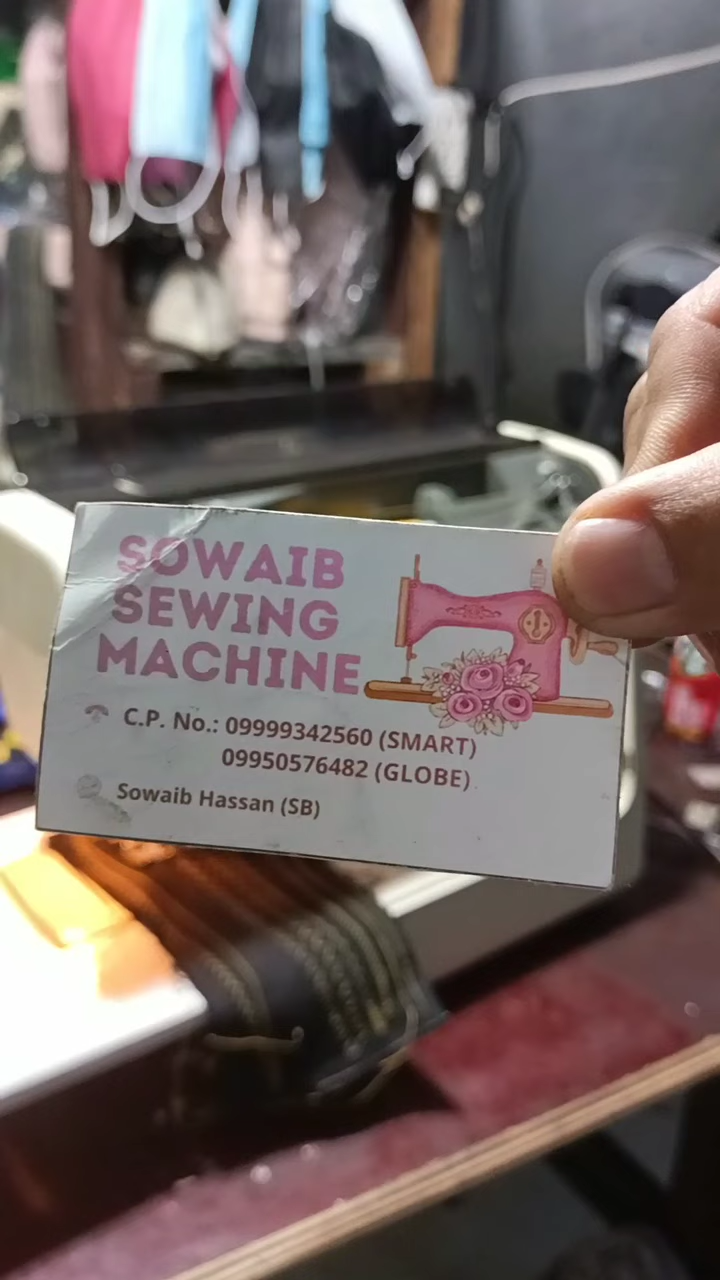 SOWAIB
SEWING
MACHINE
C.P. No.: 09999342560 (SMART)
09950576482 (GLOBE)
Sowaib Hassan (SB)